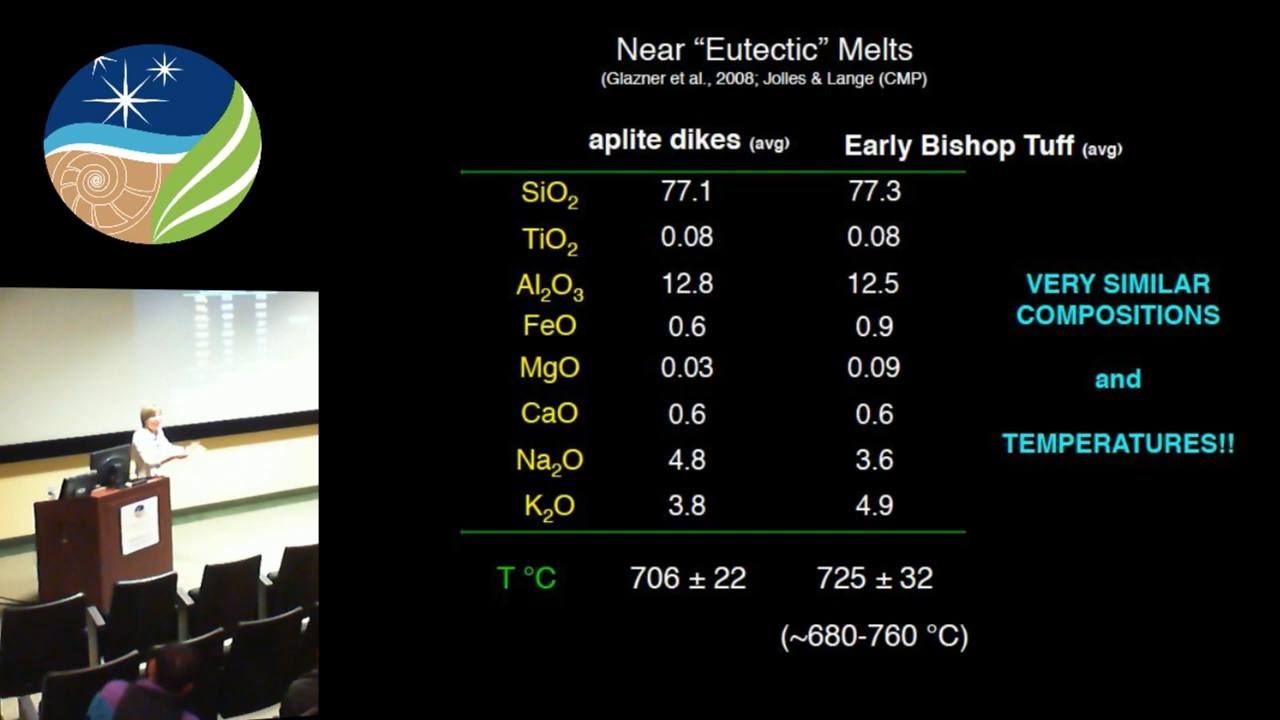 Near “Eutectic” Melts
(Glazner et al., 2008; Jolles & Lange (CMP)
aplite dikes (avg) Early Bishop Tuff (avg)
SiO₂ 77.1 77.3
TiO₂ 0.08 0.08
Al₂O₃ 12.8 12.5
FeO 0.6 0.9
MgO 0.03 0.09
CaO 0.6 0.6
Na₂O 4.8 3.6
K₂O 3.8 4.9
VERY SIMILAR
COMPOSITIONS
and
TEMPERATURES!!
T °C 706 ± 22 725 ± 32
(~680-760 °C)